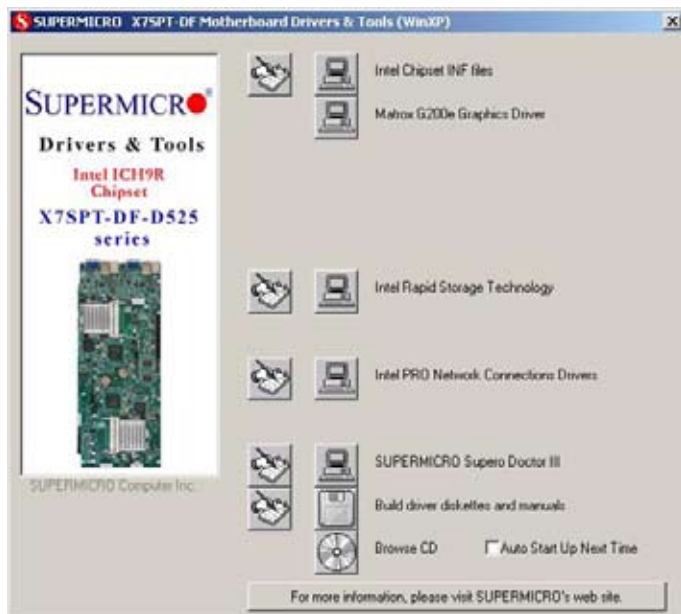 SUPERMICRO X7SPT-DF Motherboard Drivers & Tools (WinXP)
SUPERMICRO
Drivers & Tools
Intel ICH9R
Chipset
X7SPT-DF-D525
series
SUPERMICRO Computer Inc.
Intel Chipset INF files
Matrox G200e Graphics Driver
Intel Rapid Storage Technology
Intel PRO Network Connections Drivers
SUPERMICRO Supero Doctor III
Build driver diskettes and manuals
Browse CD
Auto Start Up Next Time
For more information, please visit SUPERMICRO's web site.